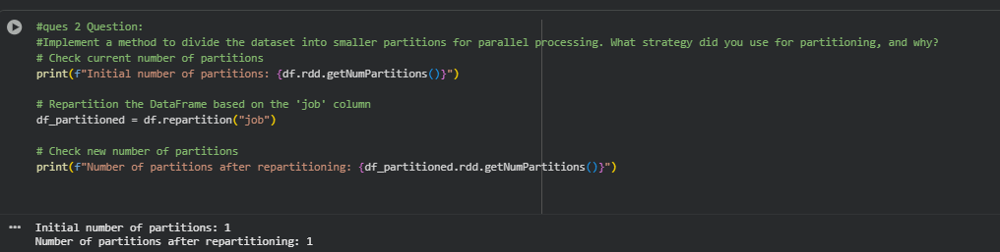 #ques 2 Question:
#Implement a method to divide the dataset into smaller partitions for parallel processing. What strategy did you use for partitioning, and why?
# Check current number of partitions
print(f"Initial number of partitions: {df.rdd.getNumPartitions()}")
# Repartition the DataFrame based on the 'job' column
df_partitioned = df.repartition("job")
# Check new number of partitions
print(f"Number of partitions after repartitioning: {df_partitioned.rdd.getNumPartitions()}")
Initial number of partitions: 1
Number of partitions after repartitioning: 1